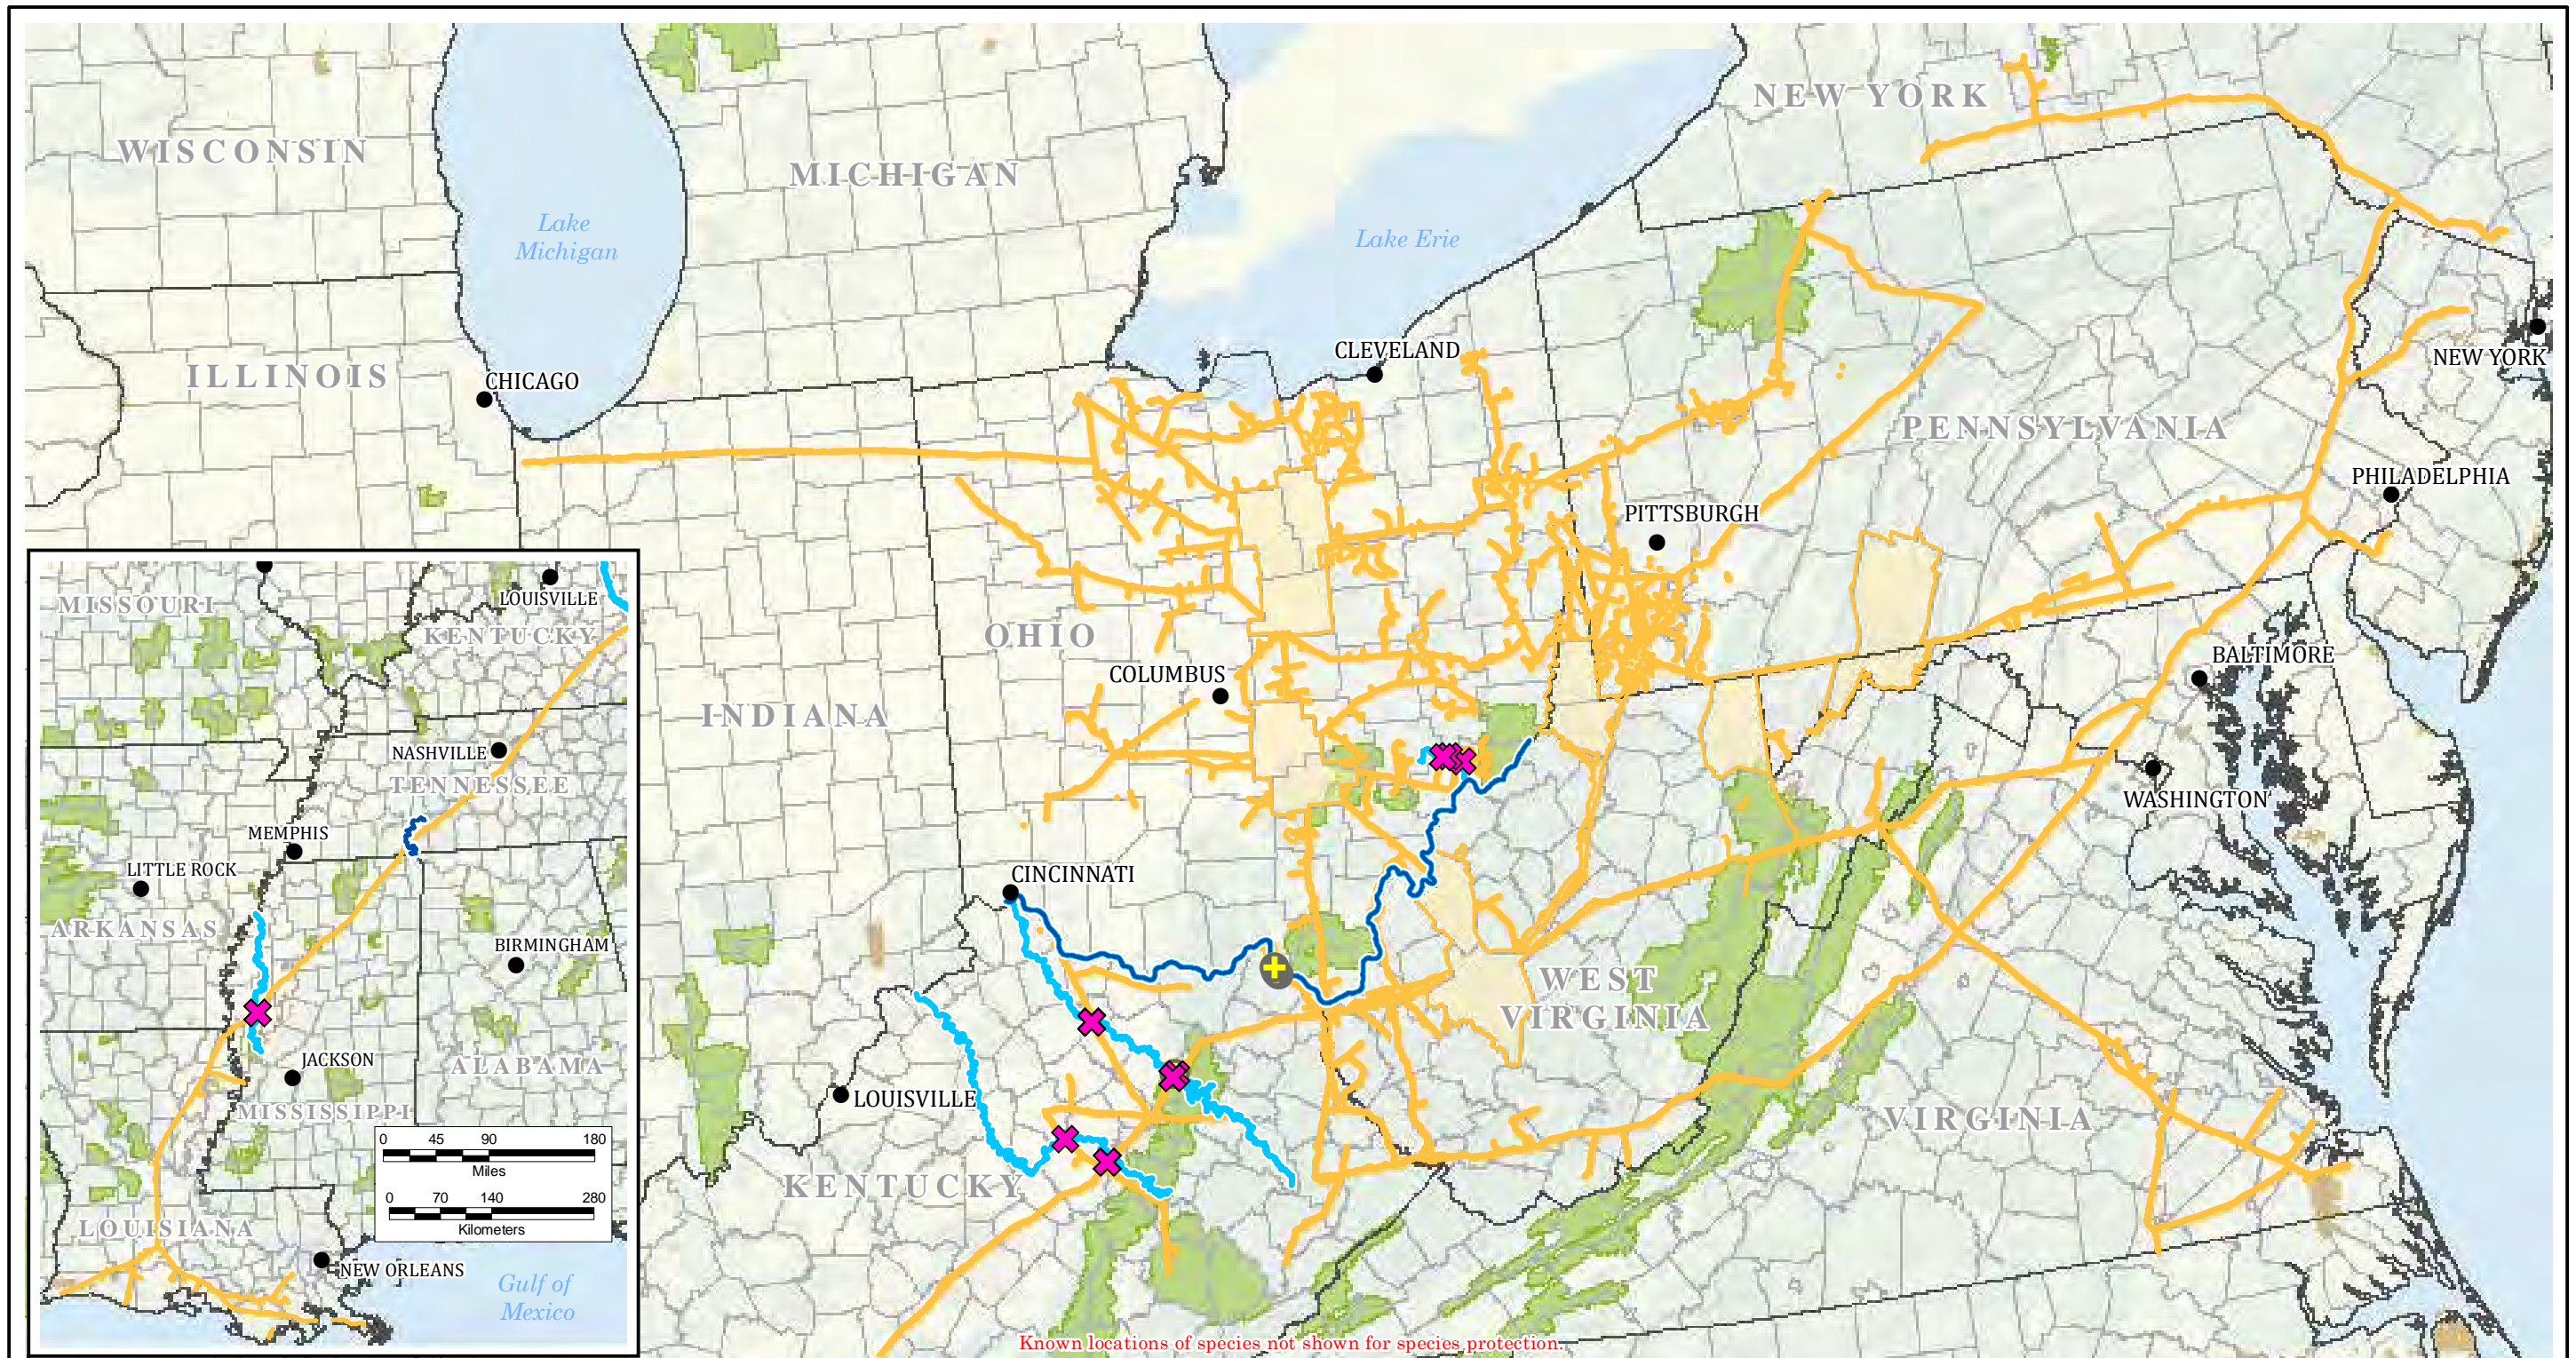 NEW YORK
WISCONSIN
MICHIGAN
Lake
Michigan
Lake Erie
CLEVELAND
NEW YORK
ILLINOIS
CHICAGO
PENNSYLVANIA
PHILADELPHIA
PITTSBURGH
OHIO
COLUMBUS
BALTIMORE
INDIANA
WASHINGTON
CINCINNATI
WEST
VIRGINIA
LOUISVILLE
VIRGINIA
KENTUCKY
Known locations of species not shown for species protection.
MISSOURI
LOUISVILLE
KENTUCKY
NASHVILLE
TENNESSEE
MEMPHIS
LITTLE ROCK
ARKANSAS
BIRMINGHAM
JACKSON
ALABAMA
MISSISSIPPI
0 45 90 180
Miles
0 70 140 280
Kilometers
LOUISIANA
NEW ORLEANS
Gulf of
Mexico